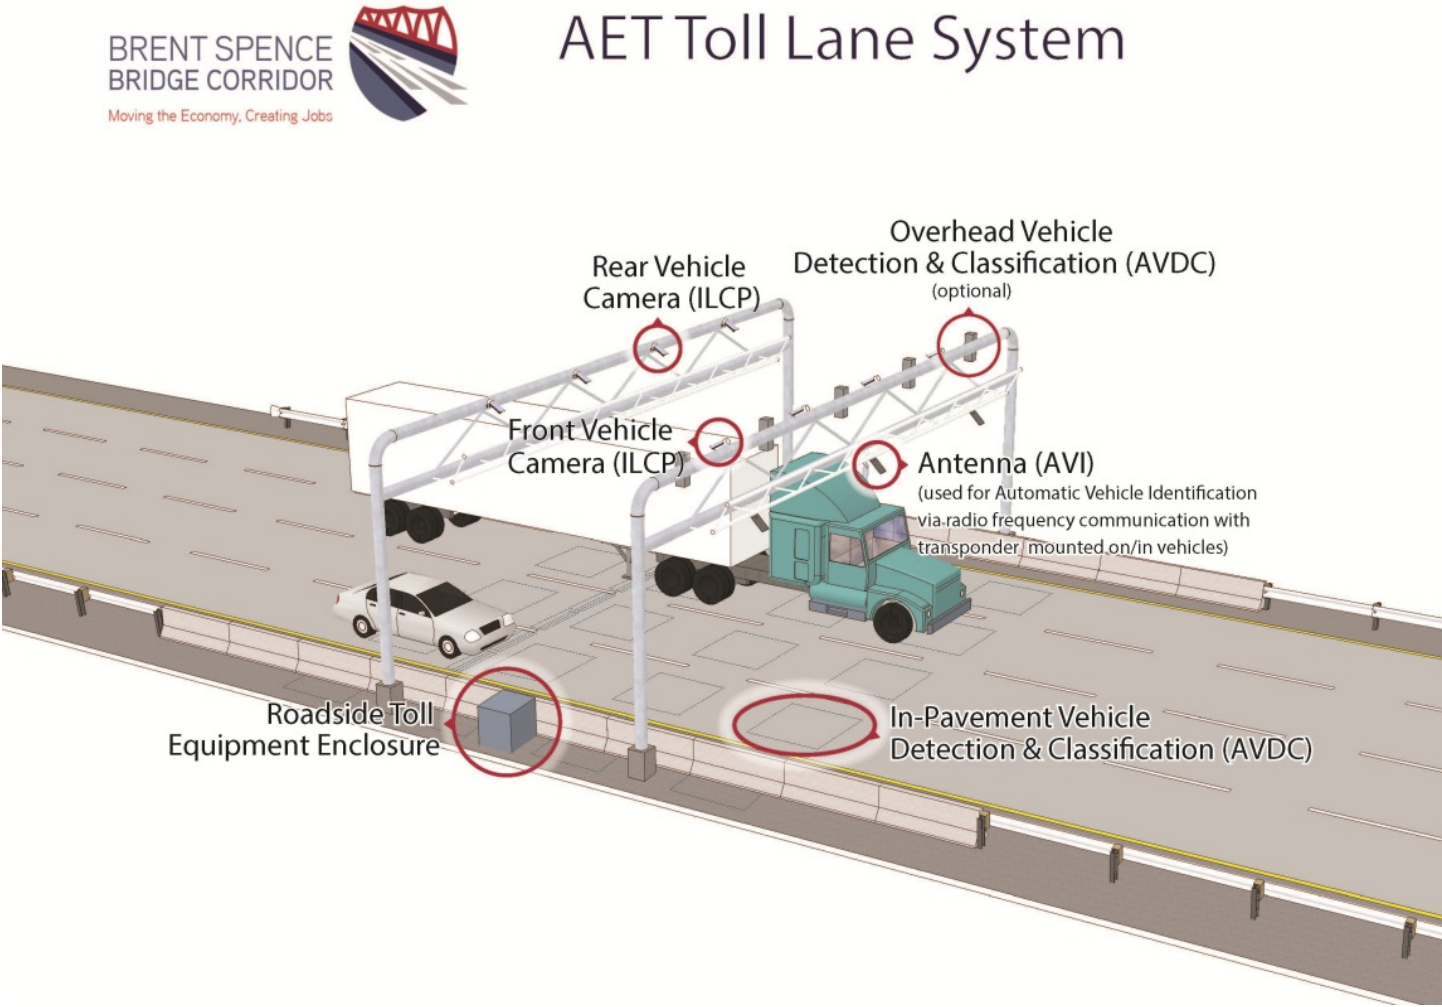 BRENT SPENCE
BRIDGE CORRIDOR
Moving the Economy, Creating Jobs
AET Toll Lane System
Overhead Vehicle
Detection & Classification (AVDC)
(optional)
Rear Vehicle
Camera (ILCP)
Front Vehicle
Camera (ILCP)
Antenna (AVI)
(used for Automatic Vehicle Identification
via radio frequency communication with
transponder mounted on/in vehicles)
Roadside Toll
Equipment Enclosure
In-Pavement Vehicle
Detection & Classification (AVDC)